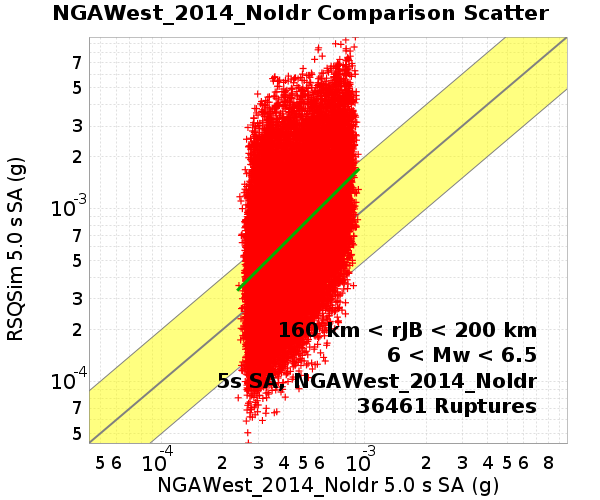 NGAWest_2014_NoIdr Comparison Scatter
RSQSim 5.0 s SA (g)
7
5
3
2
10-3
7
5
3
2
10-4
7
5
160 km < rJB < 200 km
6 < Mw < 6.5
5s SA, NGAWest_2014_NoIdr
36461 Ruptures
5 6 10-4 2 3 4 5 6 10-3 2 3 4 5 6 8
NGAWest_2014_NoIdr 5.0 s SA (g)